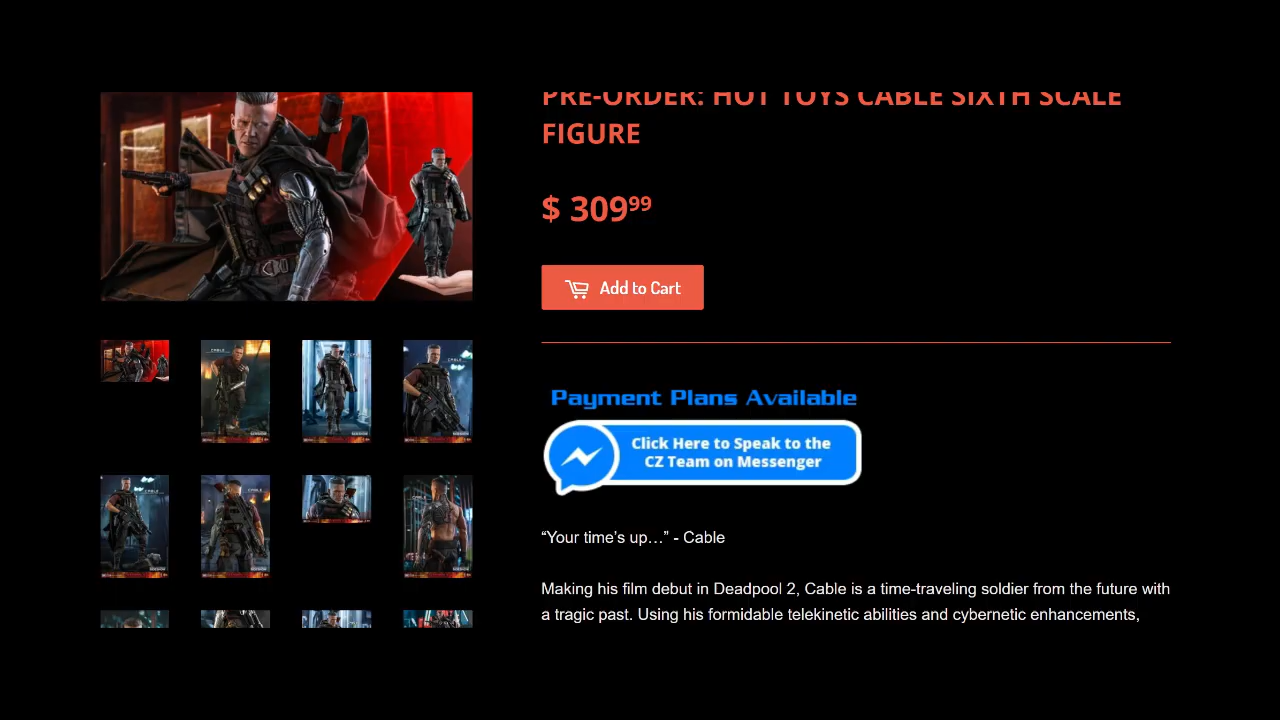 PRE-ORDER: HOT TOYS CABLE SIXTH SCALE
FIGURE
$ 30999
Add to Cart
Payment Plans Available
Click Here to Speak to the
CZ Team on Messenger
“Your time's up…” - Cable
Making his film debut in Deadpool 2, Cable is a time-traveling soldier from the future with
a tragic past. Using his formidable telekinetic abilities and cybernetic enhancements,